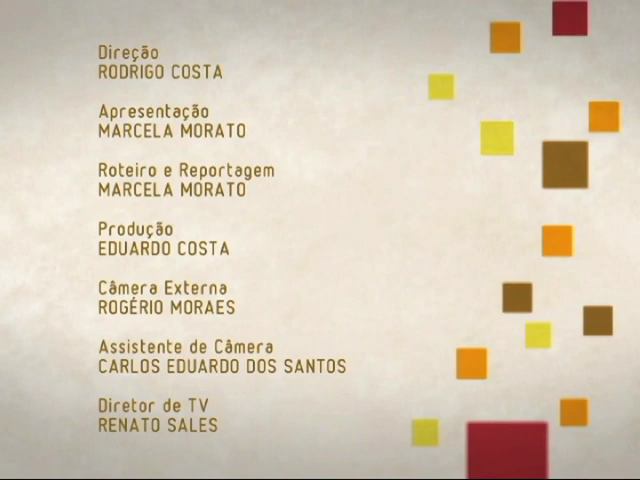 Direção
RODRIGO COSTA
Apresentação
MARCELA MORATO
Roteiro e Reportagem
MARCELA MORATO
Produção
EDUARDO COSTA
Câmera Externa
ROGÉRIO MORAES
Assistente de Câmera
CARLOS EDUARDO DOS SANTOS
Diretor de TV
RENATO SALES